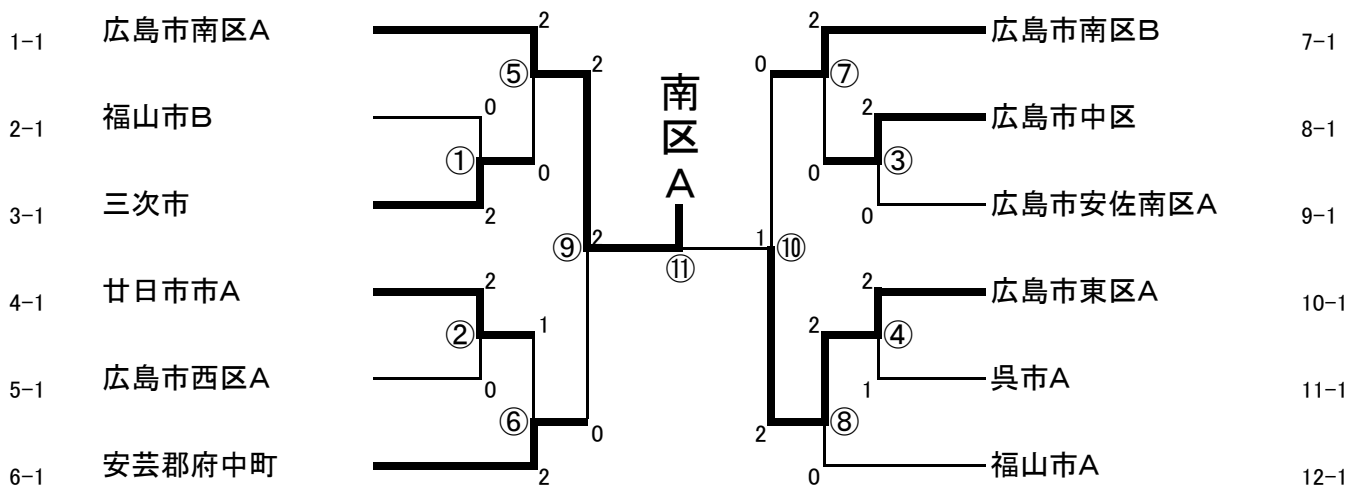 2 2
1-1 広島市南区A 広島市南区B 7-1
⑤ 2 0 ⑦
南区A
0 2
2-1 福山市B 広島市中区 8-1
① ③
0 0
3-1 三次市 2 0 広島市安佐南区A 9-1
⑨ 2 1 ⑩
⑪
4-1 廿日市市A 2 2 広島市東区A 10-1
② 1 2 ④
5-1 広島市西区A 0 1 呉市A 11-1
⑥ 0 2 ⑧
6-1 安芸郡府中町 2 0 福山市A 12-1